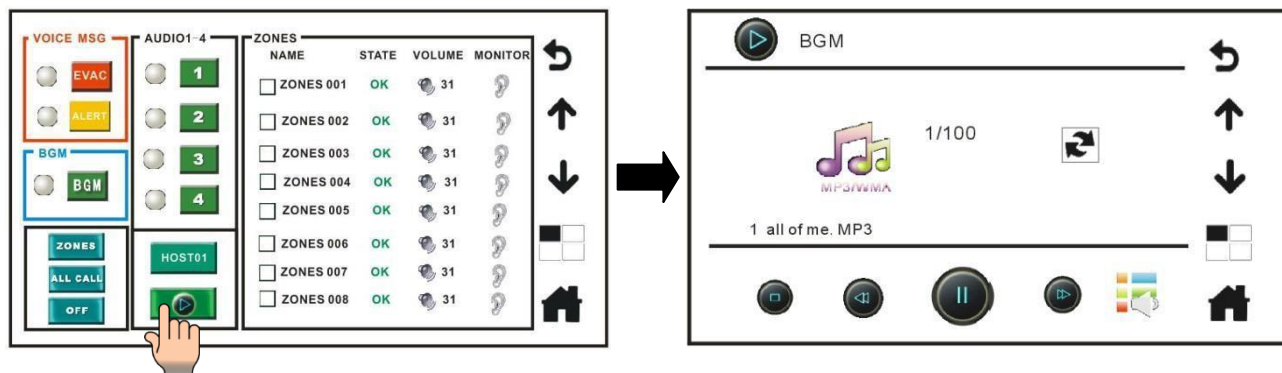 VOICE MSG
EVAC
ALERT
BGM
BGM
ZONES
ALL CALL
OFF
AUDIO1-4
1
2
3
4
HOST01
ZONES
NAME STATE VOLUME MONITOR
ZONES 001 OK 31
ZONES 002 OK 31
ZONES 003 OK 31
ZONES 004 OK 31
ZONES 005 OK 31
ZONES 006 OK 31
ZONES 007 OK 31
ZONES 008 OK 31
BGM
1/100
MP3/WMA
1 all of me. MP3